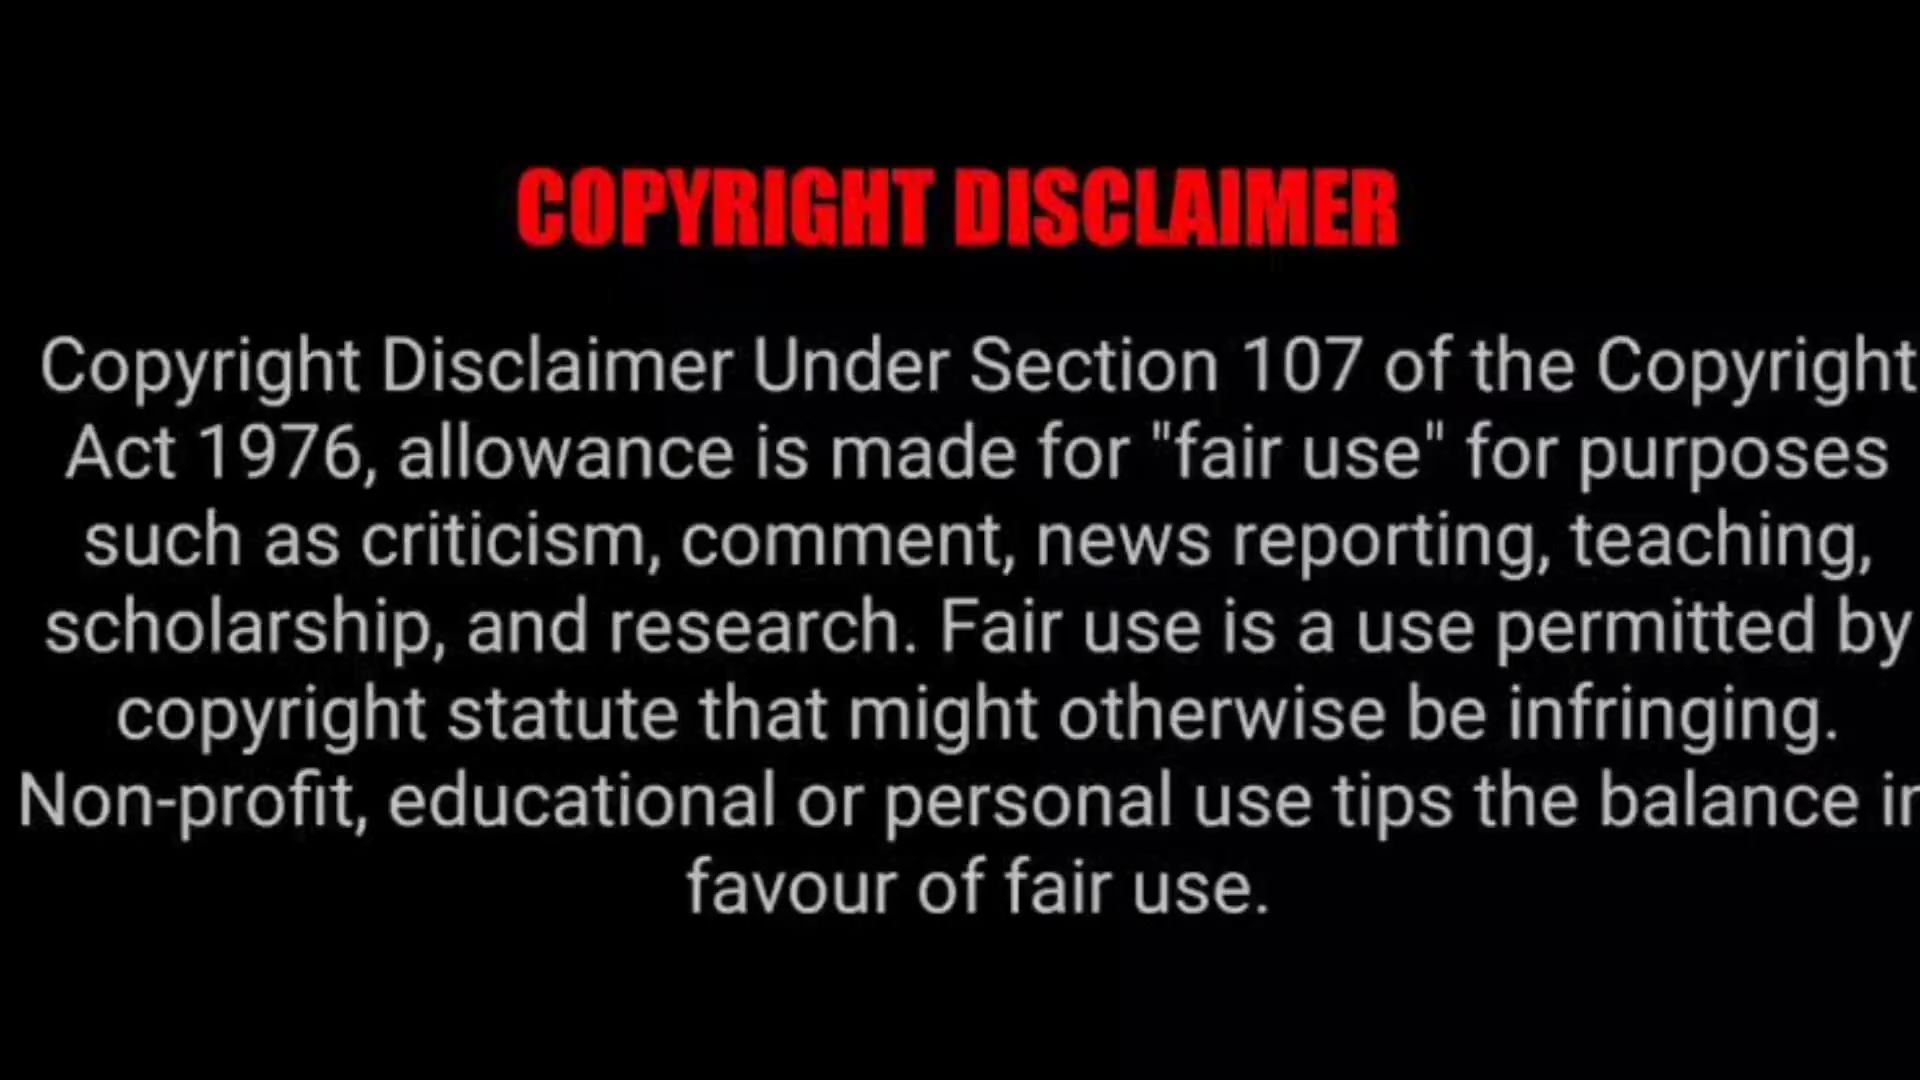 COPYRIGHT DISCLAIMER
Copyright Disclaimer Under Section 107 of the Copyright
Act 1976, allowance is made for "fair use" for purposes
such as criticism, comment, news reporting, teaching,
scholarship, and research. Fair use is a use permitted by
copyright statute that might otherwise be infringing.
Non-profit, educational or personal use tips the balance in
favour of fair use.